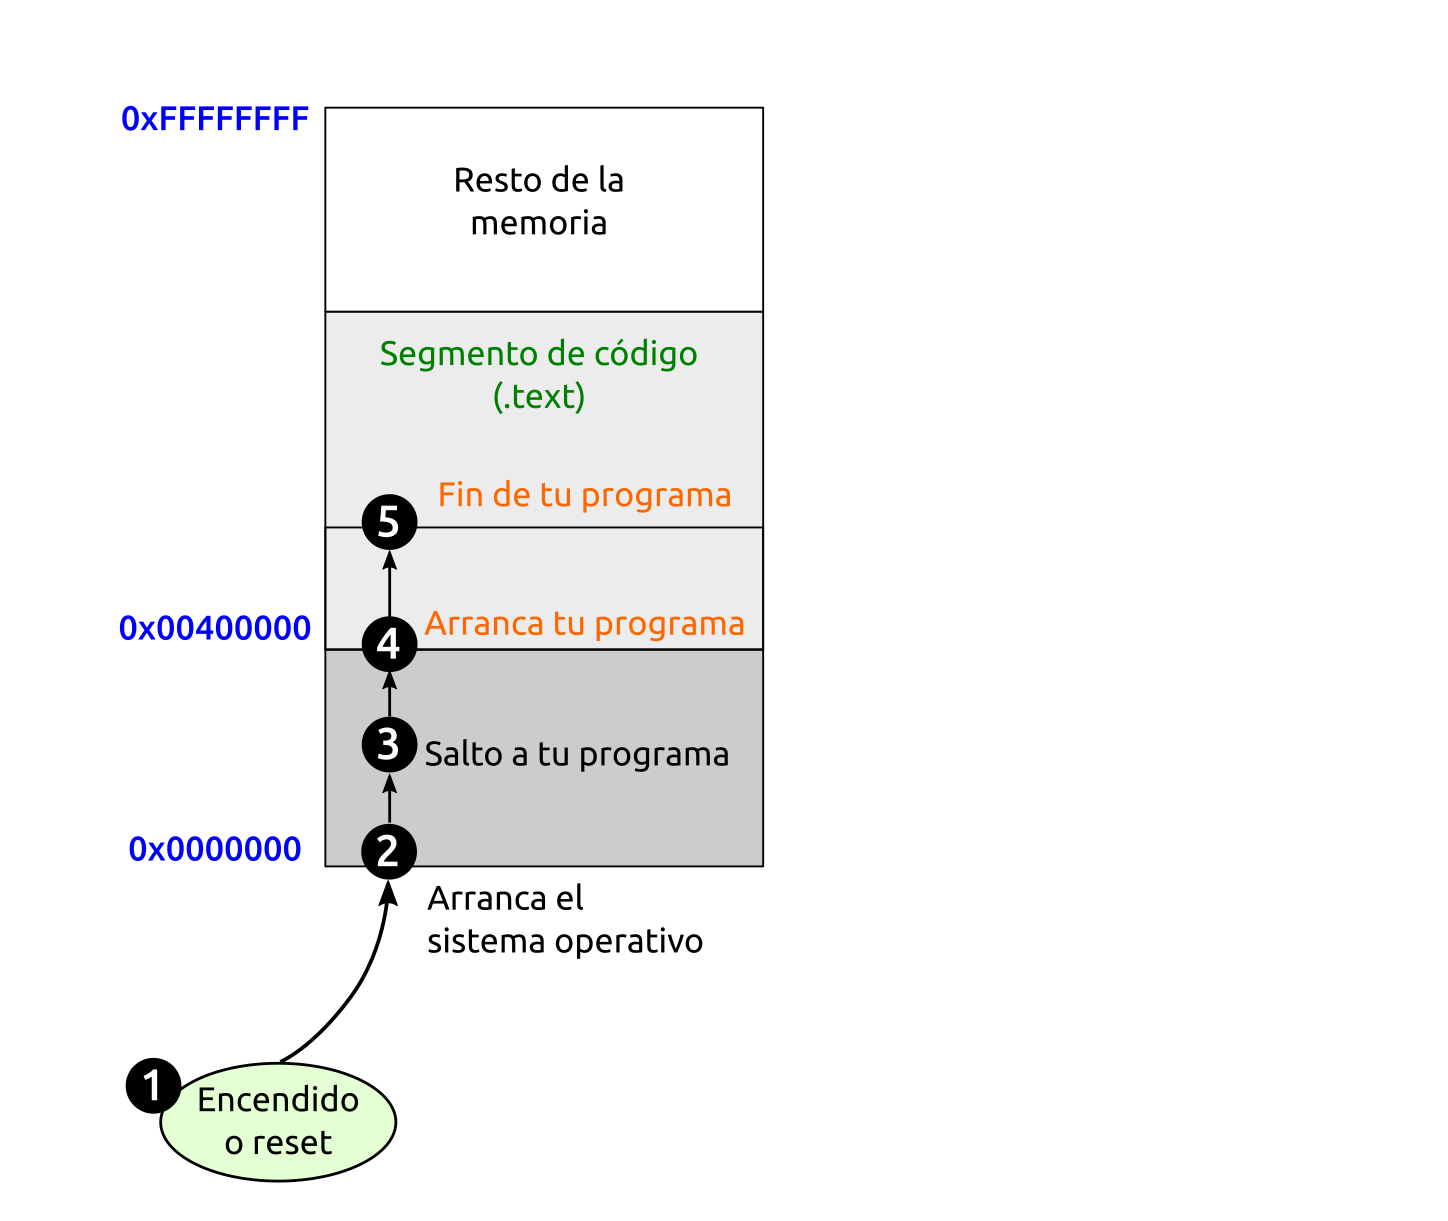 0xFFFFFFFF
Resto de la
memoria
Segmento de código
(.text)
Fin de tu programa
5
0x00400000
Arranca tu programa
4
3
Salto a tu programa
0x0000000
2
Arranca el
sistema operativo
1
Encendido
o reset